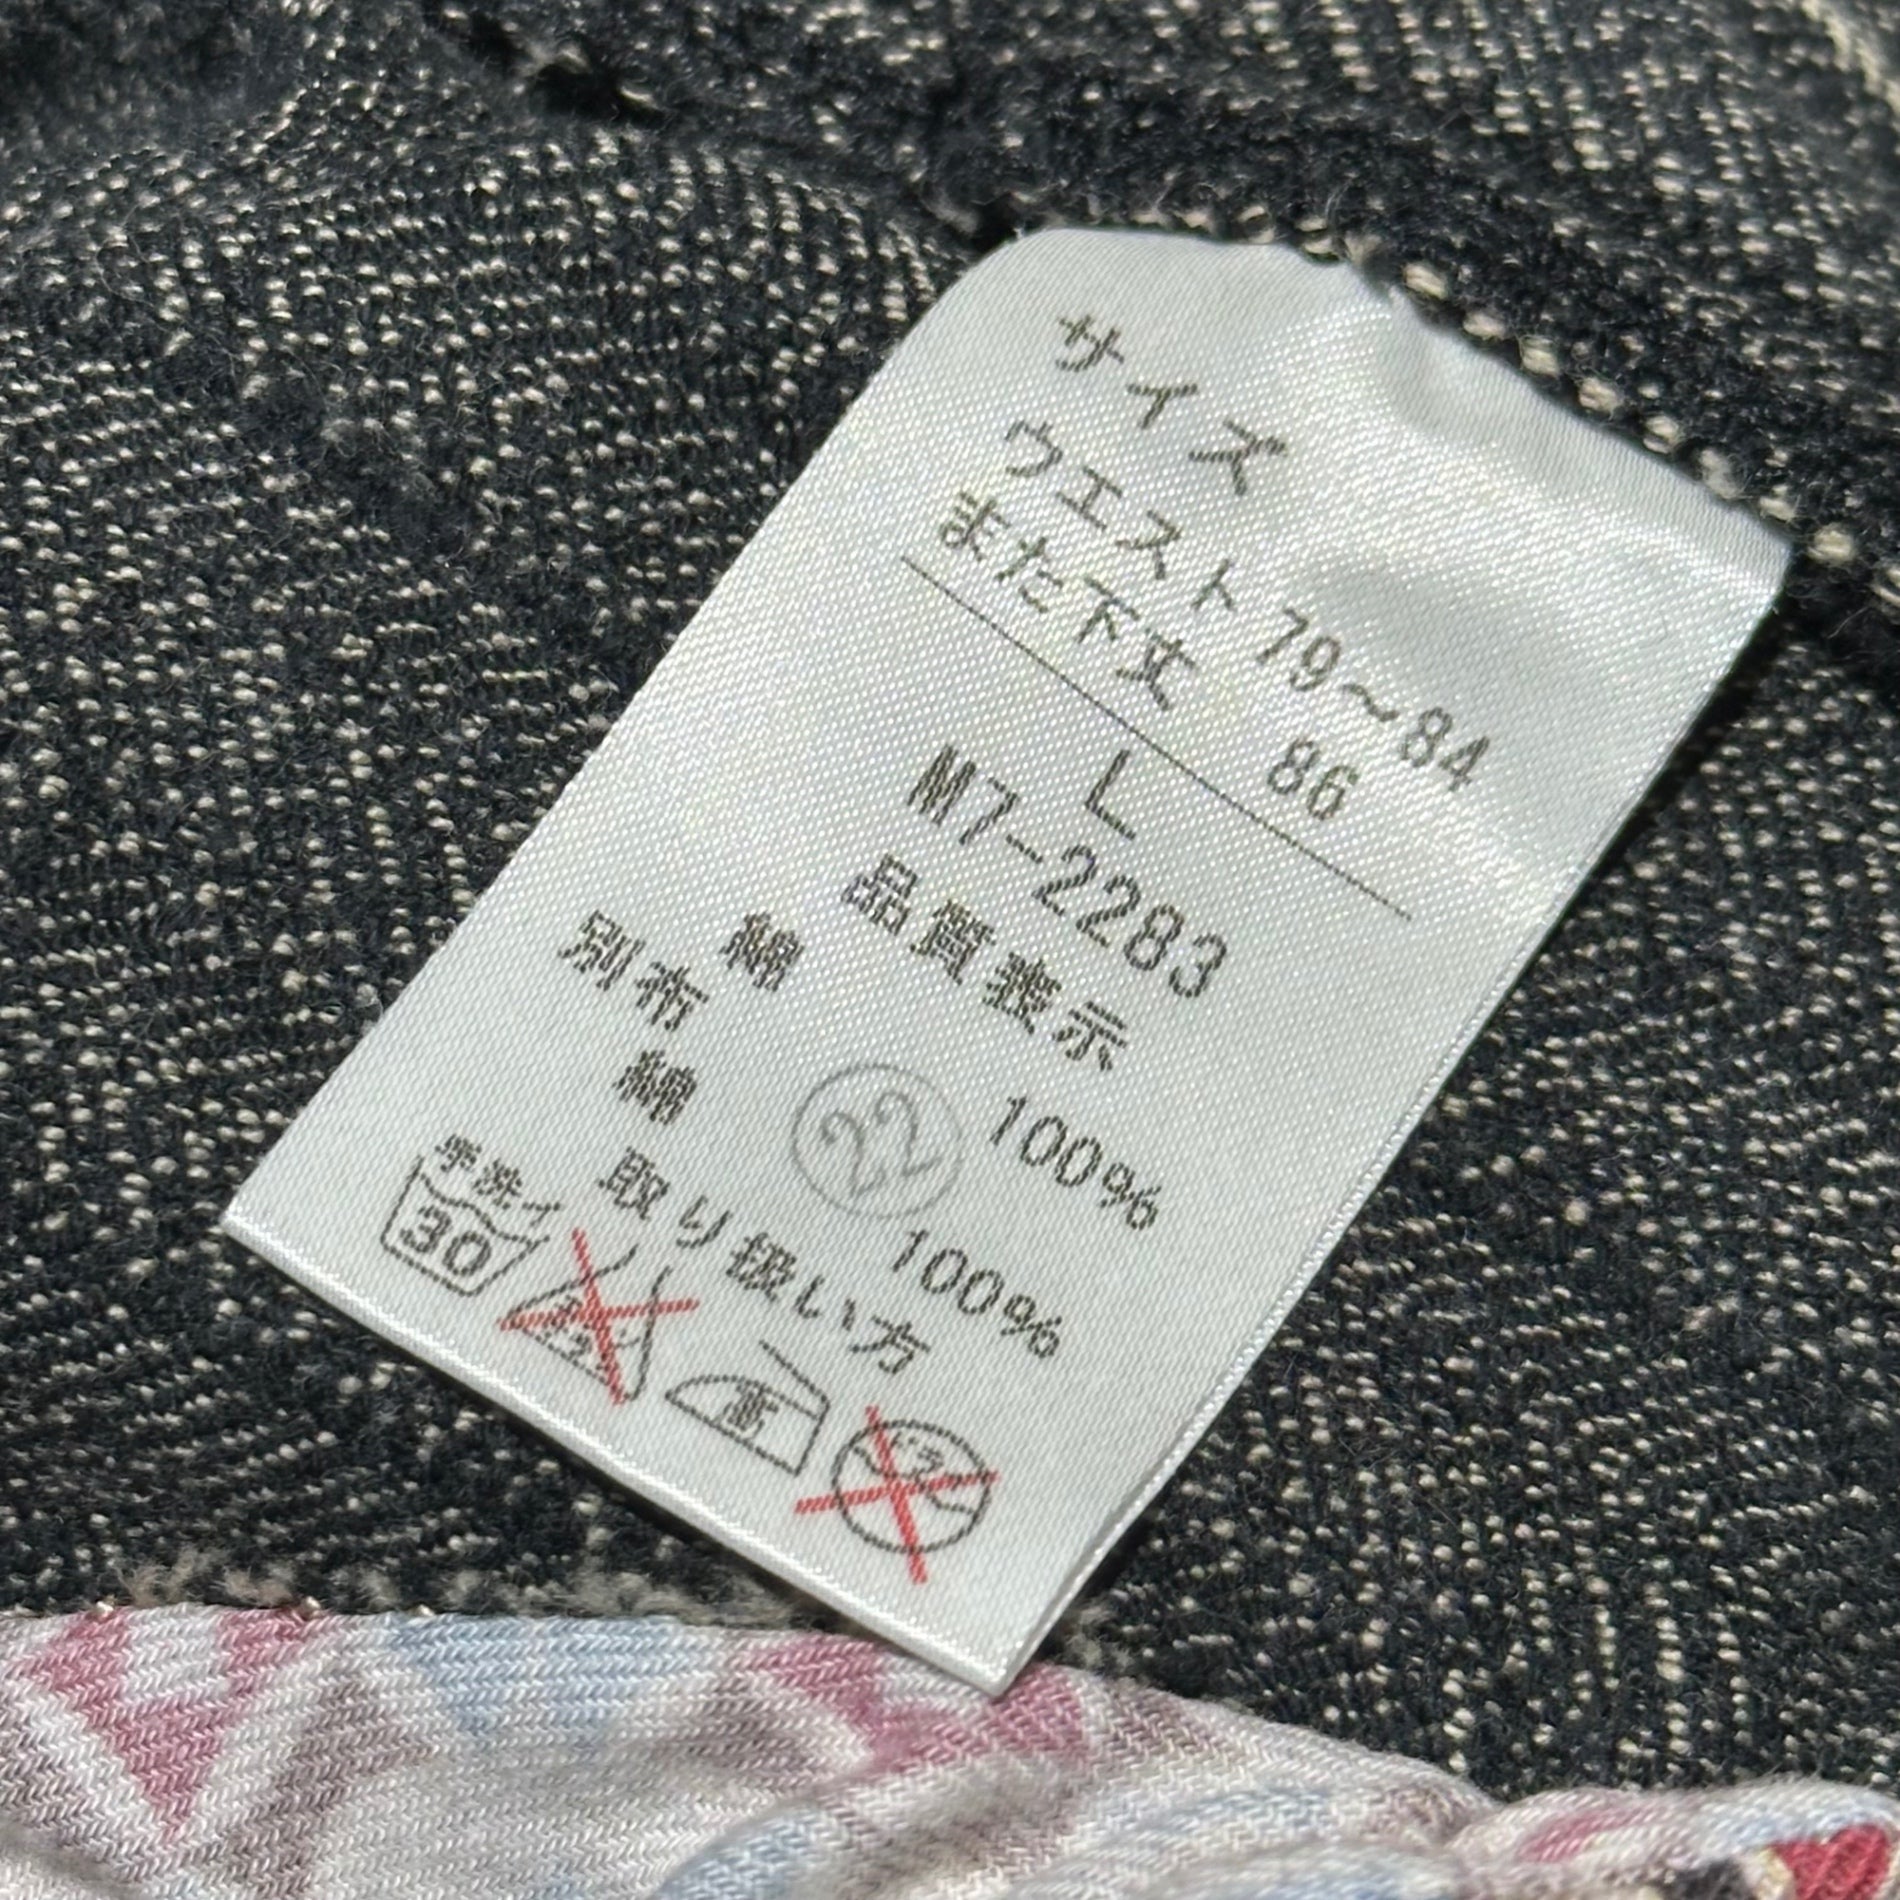 サイズ
ウエスト 79～84
また下丈 86
L
M7-2283
品質表示
綿 100%
別布
綿 100%
22
取り扱い方
手洗イ
30